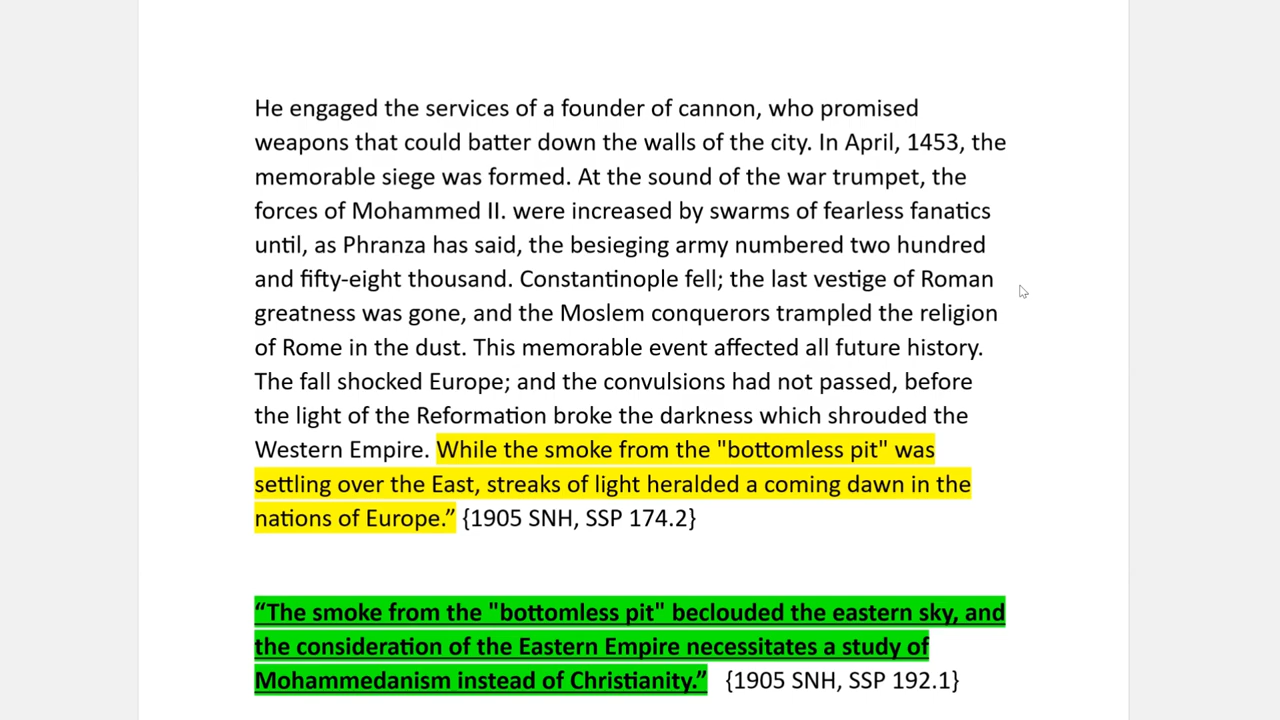 He engaged the services of a founder of cannon, who promised
weapons that could batter down the walls of the city. In April, 1453, the
memorable siege was formed. At the sound of the war trumpet, the
forces of Mohammed II. were increased by swarms of fearless fanatics
until, as Phranza has said, the besieging army numbered two hundred
and fifty-eight thousand. Constantinople fell; the last vestige of Roman
greatness was gone, and the Moslem conquerors trampled the religion
of Rome in the dust. This memorable event affected all future history.
The fall shocked Europe; and the convulsions had not passed, before
the light of the Reformation broke the darkness which shrouded the
Western Empire. While the smoke from the "bottomless pit" was
settling over the East, streaks of light heralded a coming dawn in the
nations of Europe.” {1905 SNH, SSP 174.2}
“The smoke from the "bottomless pit" beclouded the eastern sky, and
the consideration of the Eastern Empire necessitates a study of
Mohammedanism instead of Christianity.” {1905 SNH, SSP 192.1}